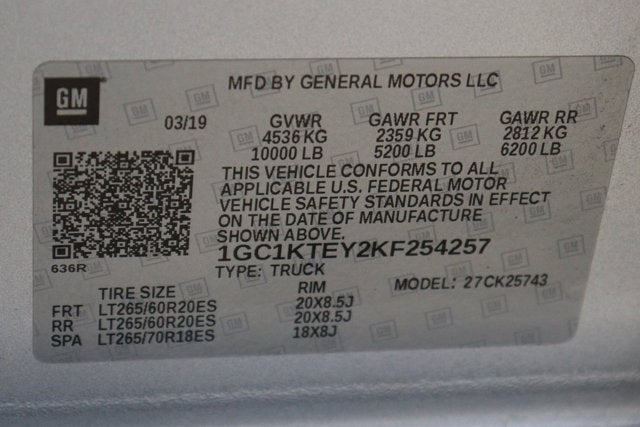 GM
MFD BY GENERAL MOTORS LLC
03/19 GVWR GAWR FRT GAWR RR
4536 KG 2359 KG 2812 KG
10000 LB 5200 LB 6200 LB
THIS VEHICLE CONFORMS TO ALL
APPLICABLE U.S. FEDERAL MOTOR
VEHICLE SAFETY STANDARDS IN EFFECT
ON THE DATE OF MANUFACTURE
SHOWN ABOVE.
1GC1KTEY2KF254257
636R
TYPE: TRUCK MODEL: 27CK25743
TIRE SIZE RIM
FRT LT265/60R20ES 20X8.5J
RR LT265/60R20ES 20X8.5J
SPA LT265/70R18ES 18X8J